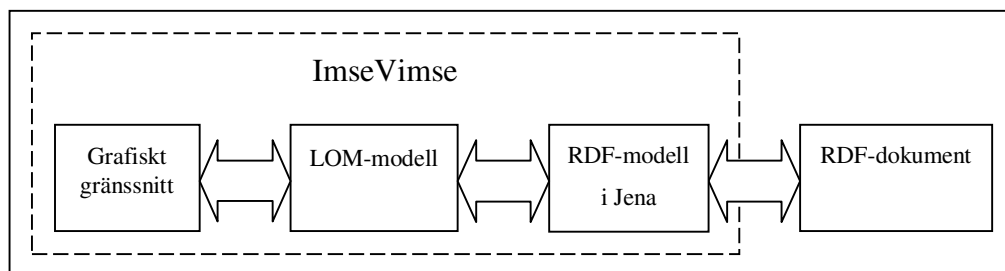 ImseVimse
Grafiskt
gränssnitt
LOM-modell
RDF-modell
i Jena
RDF-dokument